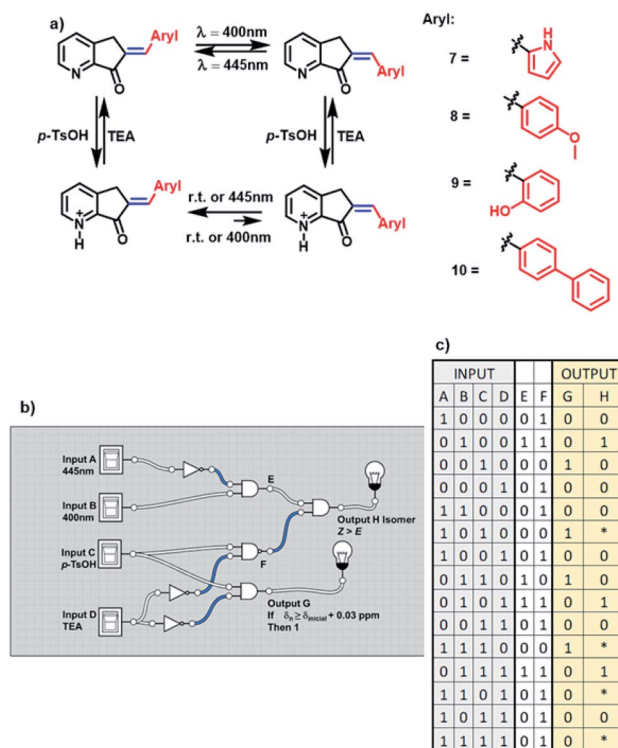 a)
Aryl
N
O
λ = 400nm
λ = 445nm
N
O
Aryl
p-TsOH
TEA
p-TsOH
TEA
Aryl
N
+
H
O
r.t. or 445nm
r.t. or 400nm
N
+
H
O
Aryl
Aryl:
7 =
H
N
8 =
O
9 =
HO
10 =
b)
Input A
445nm
Input B
400nm
Input C
p-TsOH
Input D
TEA
E
F
Output H Isomer
Z > E
Output G
If δn ≥ δinicial + 0.03 ppm
Then 1
c)
INPUT OUTPUT
A B C D E F G H
1 0 0 0 0 1 0 0
0 1 0 0 1 1 0 1
0 0 1 0 0 0 1 0
0 0 0 1 0 1 0 0
1 1 0 0 0 1 0 0
1 0 1 0 0 0 1 *
1 0 0 1 0 1 0 0
0 1 1 0 1 0 1 0
0 1 0 1 1 1 0 1
0 0 1 1 0 1 0 0
1 1 1 0 0 0 1 *
0 1 1 1 1 1 0 1
1 1 0 1 0 1 0 *
1 0 1 1 0 1 0 0
1 1 1 1 0 1 0 *